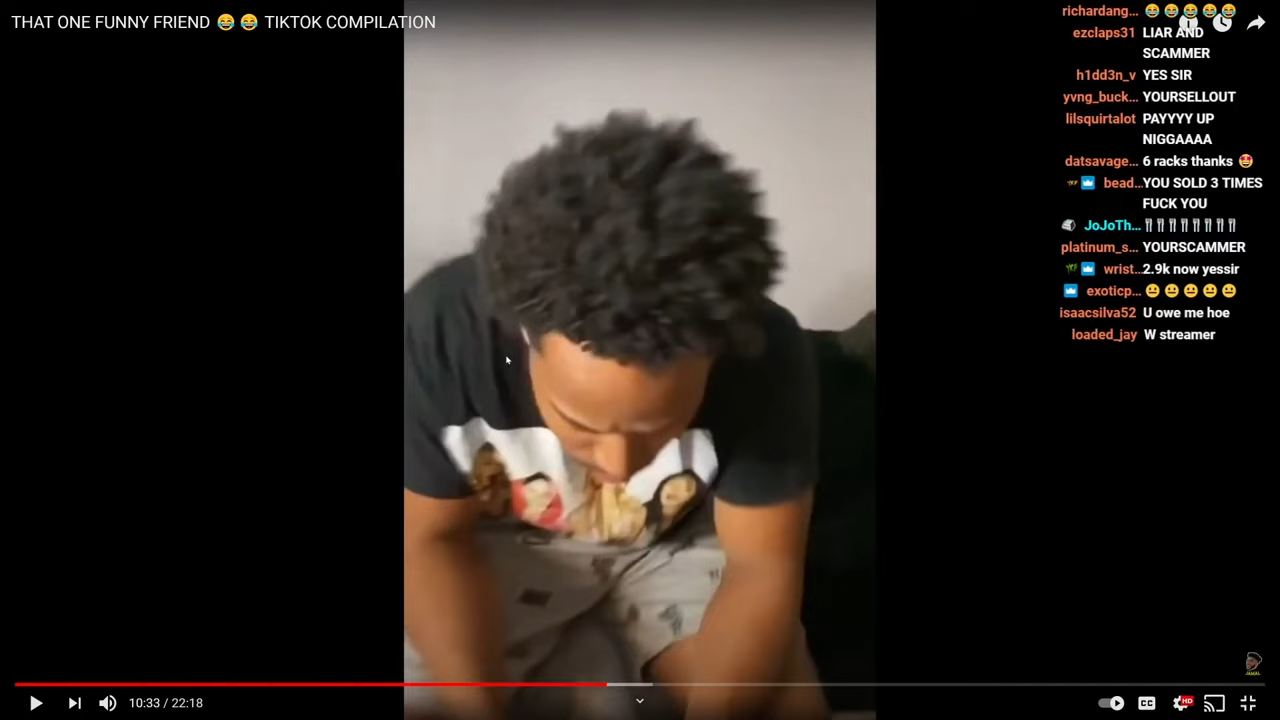 THAT ONE FUNNY FRIEND 😂 😂 TIKTOK COMPILATION
richardang… 😂 😂 😂 😂 😂
ezclaps31 LIAR AND
SCAMMER
h1dd3n_v YES SIR
yvng_buck… YOURSELLOUT
lilsquirtalot PAYYYY UP
NIGGAAAA
datsavage… 6 racks thanks 🤩
bead… YOU SOLD 3 TIMES
FUCK YOU
JoJoTh… 🍴🍴🍴🍴🍴🍴🍴🍴
platinum_s… YOURSCAMMER
wrist… 2.9k now yessir
exoticp… 😐 😐 😐 😐 😐
isaacsilva52 U owe me hoe
loaded_jay W streamer
10:33 / 22:18
CC
HD